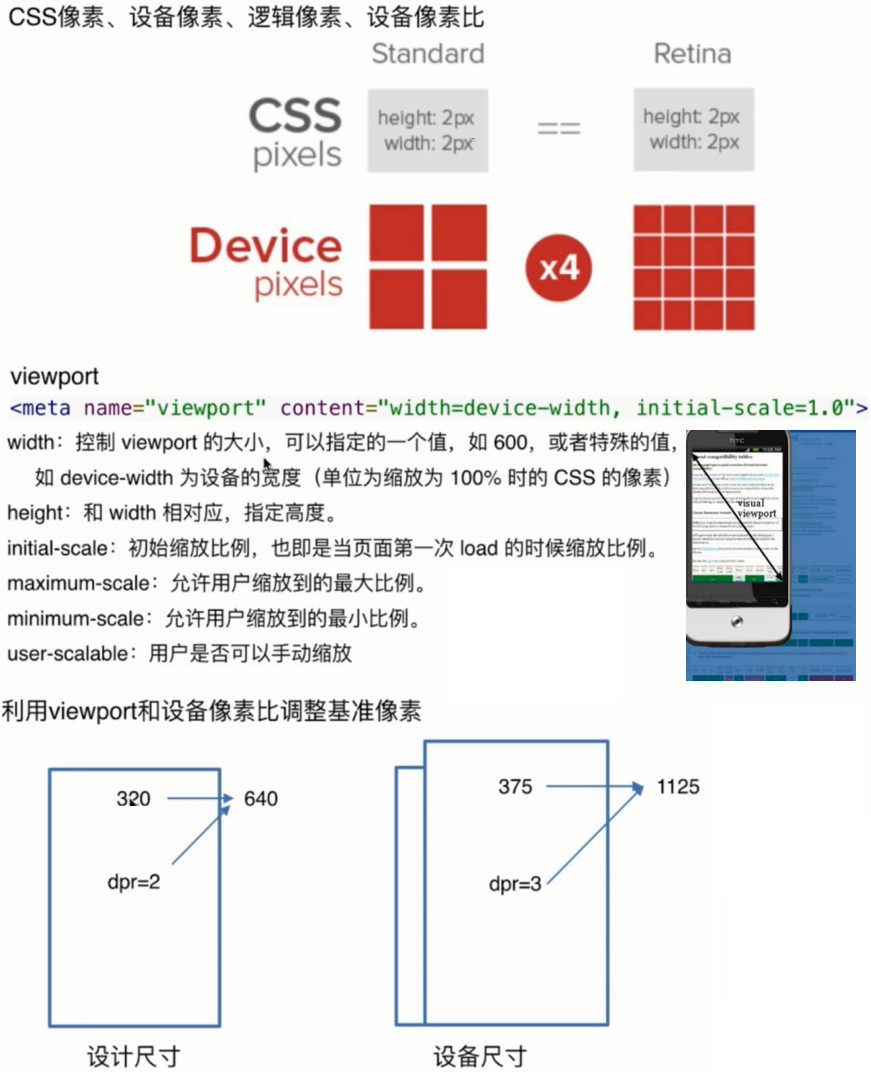 CSS像素、设备像素、逻辑像素、设备像素比
Standard
Retina
CSS
pixels
height: 2px
width: 2px
==
height: 2px
width: 2px
Device
pixels
x4
viewport
<meta name="viewport" content="width=device-width, initial-scale=1.0">
width：控制 viewport 的大小，可以指定的一个值，如 600，或者特殊的值，
如 device-width 为设备的宽度（单位为缩放为 100% 时的 CSS 的像素）
height：和 width 相对应，指定高度。
initial-scale：初始缩放比例，也即是当页面第一次 load 的时候缩放比例。
maximum-scale：允许用户缩放到的最大比例。
minimum-scale：允许用户缩放到的最小比例。
user-scalable：用户是否可以手动缩放
hTC
visual
viewport
利用viewport和设备像素比调整基准像素
320
640
dpr=2
设计尺寸
375
1125
dpr=3
设备尺寸